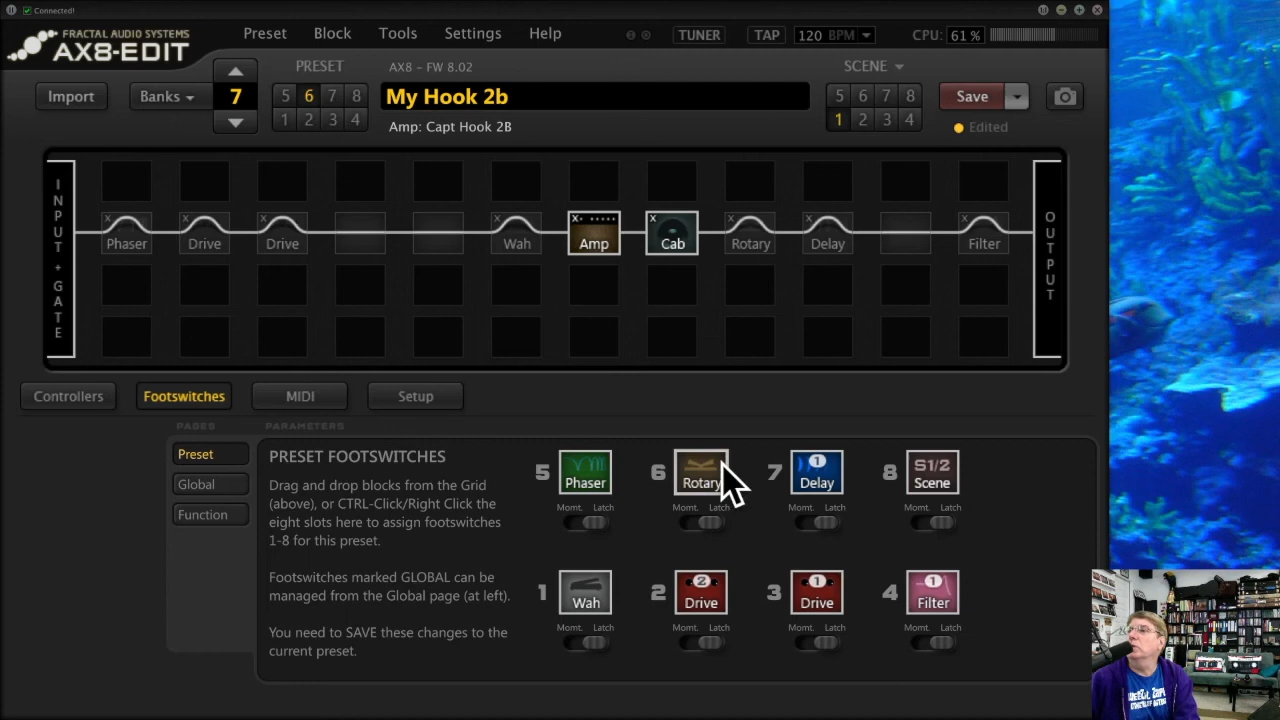 Connected!
FRACTAL AUDIO SYSTEMS
AX8-EDIT
Preset Block Tools Settings Help
TUNER TAP 120 BPM CPU: 61 %
PRESET
AX8 – FW 8.02
SCENE
Import Banks 7
5 6 7 8
1 2 3 4
My Hook 2b
Amp: Capt Hook 2B
5 6 7 8
1 2 3 4
Save
Edited
INPUT + GATE
X Phaser
X Drive
X Drive
X Wah
X Amp
X Cab
X Rotary
X Delay
X Filter
OUTPUT
Controllers Footswitches MIDI Setup
PAGES
PARAMETERS
Preset
Global
Function
PRESET FOOTSWITCHES
Drag and drop blocks from the Grid
(above), or CTRL-Click/Right Click the
eight slots here to assign footswitches
1-8 for this preset.
Footswitches marked GLOBAL can be
managed from the Global page (at left).
You need to SAVE these changes to the
current preset.
5 Phaser
Momt. Latch
6 Rotary
Momt. Latch
7 1 Delay
Momt. Latch
8 S1/2 Scene
Momt. Latch
1 Wah
Momt. Latch
2 2 Drive
Momt. Latch
3 1 Drive
Momt. Latch
4 1 Filter
Momt. Latch